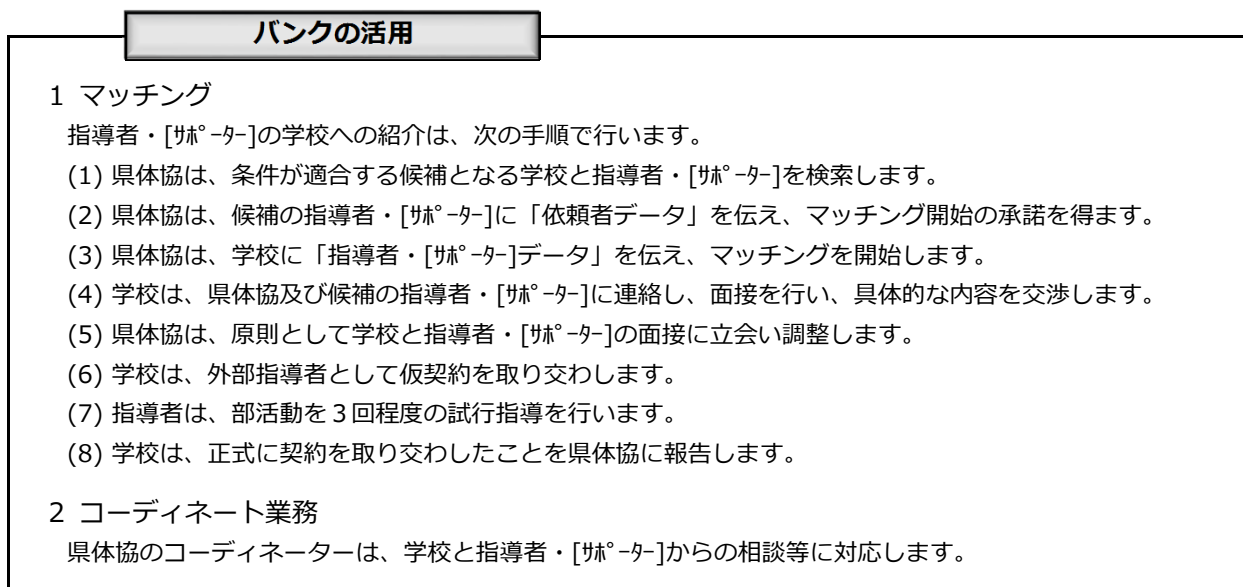 バンクの活用
1 マッチング
指導者・[ｻﾎﾟｰﾀｰ]の学校への紹介は、次の手順で行います。
(1) 県体協は、条件が適合する候補となる学校と指導者・[ｻﾎﾟｰﾀｰ]を検索します。
(2) 県体協は、候補の指導者・[ｻﾎﾟｰﾀｰ]に「依頼者データ」を伝え、マッチング開始の承諾を得ます。
(3) 県体協は、学校に「指導者・[ｻﾎﾟｰﾀｰ]データ」を伝え、マッチングを開始します。
(4) 学校は、県体協及び候補の指導者・[ｻﾎﾟｰﾀｰ]に連絡し、面接を行い、具体的な内容を交渉します。
(5) 県体協は、原則として学校と指導者・[ｻﾎﾟｰﾀｰ]の面接に立会い調整します。
(6) 学校は、外部指導者として仮契約を取り交わします。
(7) 指導者は、部活動を３回程度の試行指導を行います。
(8) 学校は、正式に契約を取り交わしたことを県体協に報告します。
2 コーディネート業務
県体協のコーディネーターは、学校と指導者・[ｻﾎﾟｰﾀｰ]からの相談等に対応します。